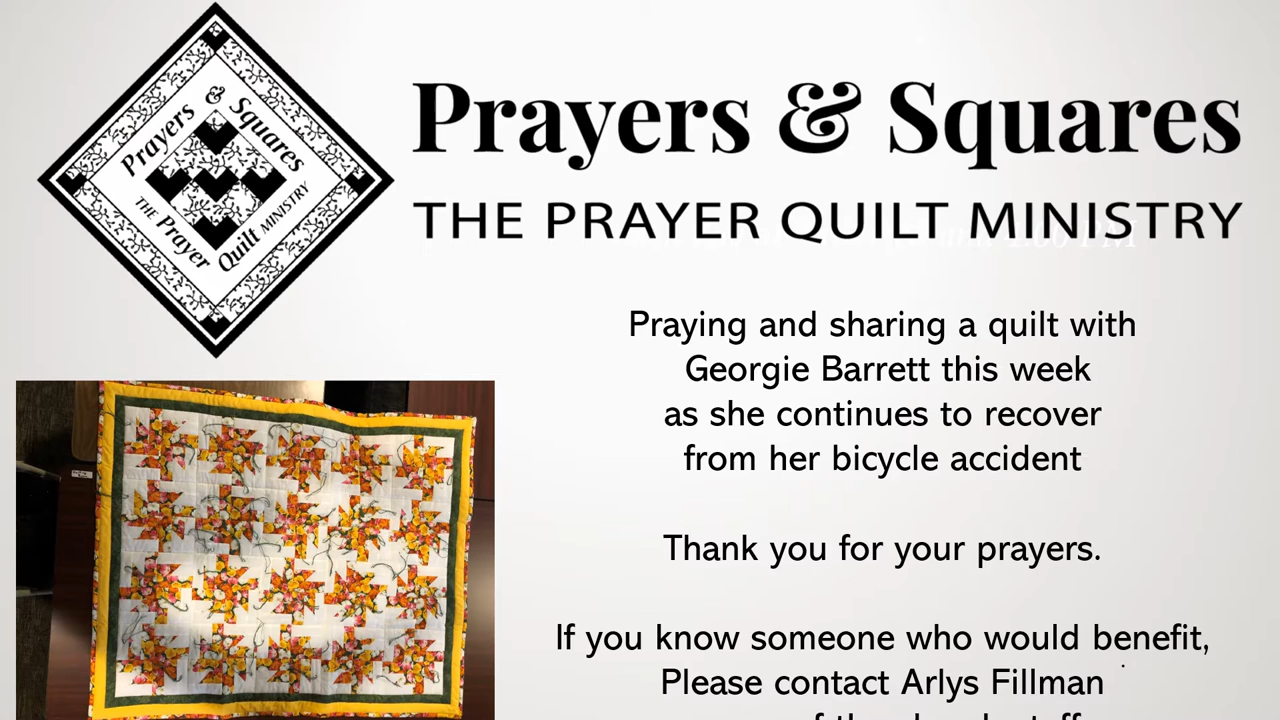 Prayers & Squares
THE Prayer Quilt MINISTRY
Prayers & Squares
THE PRAYER QUILT MINISTRY
PM
Praying and sharing a quilt with
Georgie Barrett this week
as she continues to recover
from her bicycle accident
Thank you for your prayers.
If you know someone who would benefit,
Please contact Arlys Fillman